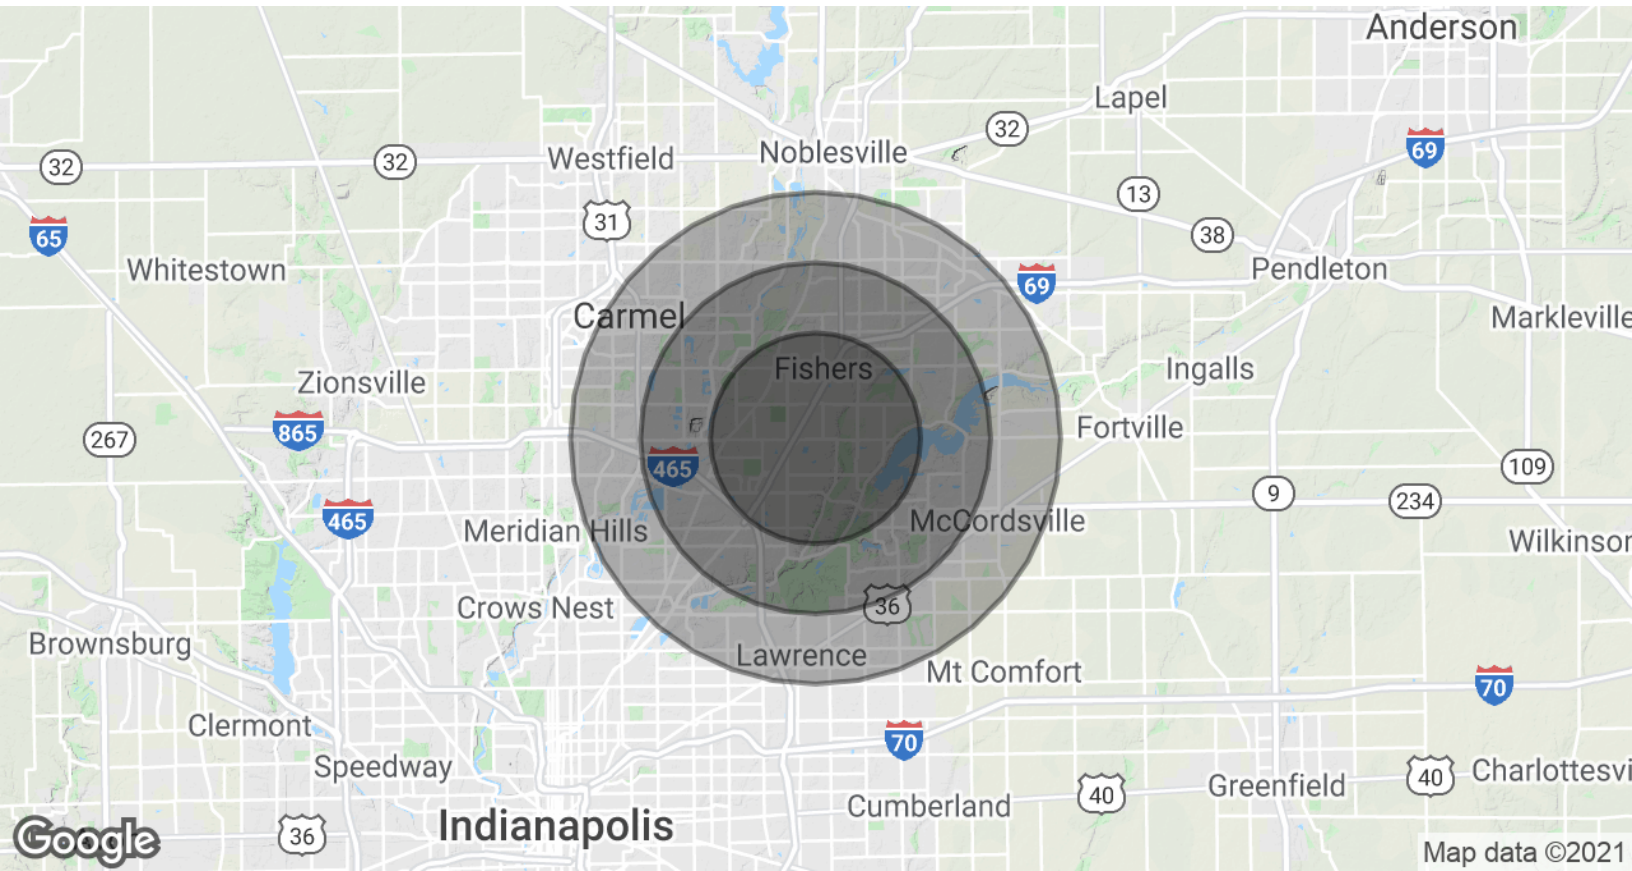 Anderson
Lapel
32
69
Westfield
Noblesville
32
32
13
31
38
65
Whitestown
Pendleton
69
Carmel
Markleville
Fishers
Ingalls
Zionsville
865
Fortville
267
465
109
9
234
465
McCordsville
Meridian Hills
Wilkinson
36
Crows Nest
Brownsburg
Lawrence
Mt Comfort
70
Clermont
70
Speedway
40
Charlottesvi
Greenfield
40
Cumberland
Indianapolis
36
Google
Map data ©2021